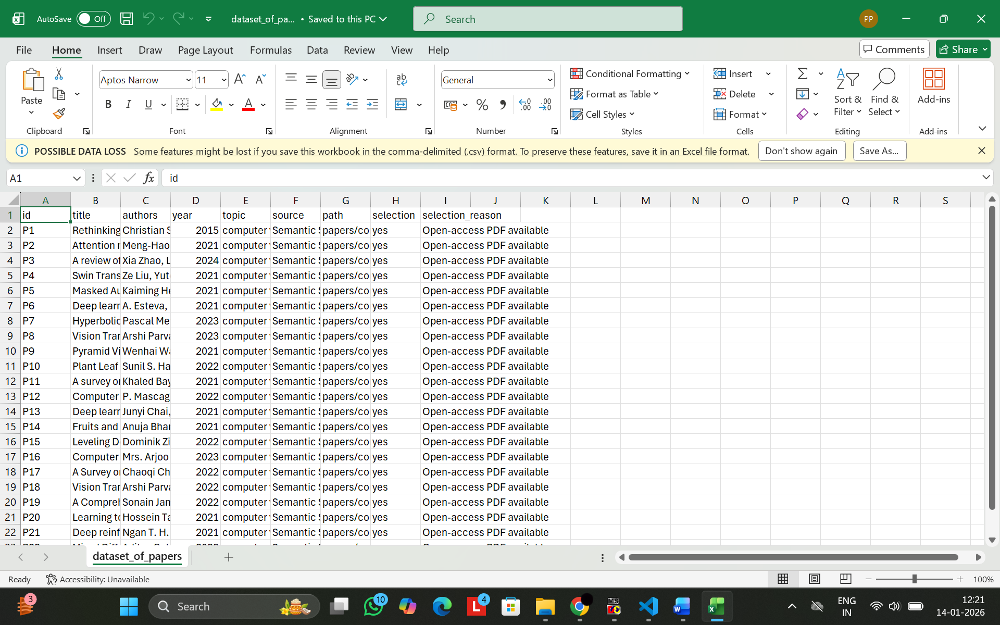 AutoSave Off dataset_of_pa... • Saved to this PC Search PP
File Home Insert Draw Page Layout Formulas Data Review View Help Comments Share
Paste Aptos Narrow 11 General Conditional Formatting Insert Sort & Find & Add-ins
Format as Table Delete Filter Select
Cell Styles Format
Clipboard Font Alignment Number Styles Cells Editing Add-ins
POSSIBLE DATA LOSS Some features might be lost if you save this workbook in the comma-delimited (.csv) format. To preserve these features, save it in an Excel file format. Don't show again Save As...
A1 fx id
A B C D E F G H I J K L M N O P Q R S
1 id title authors year topic source path selection selection_reason
2 P1 Rethinking Christian S 2015 computer Semantic papers/co yes Open-access PDF available
3 P2 Attention Meng-Hao 2021 computer Semantic papers/co yes Open-access PDF available
4 P3 A review of Xia Zhao, L 2024 computer Semantic papers/co yes Open-access PDF available
5 P4 Swin Trans Ze Liu, Yut 2021 computer Semantic papers/co yes Open-access PDF available
6 P5 Masked Au Kaiming He 2021 computer Semantic papers/co yes Open-access PDF available
7 P6 Deep learn A. Esteva, 2021 computer Semantic papers/co yes Open-access PDF available
8 P7 Hyperbolic Pascal Me 2023 computer Semantic papers/co yes Open-access PDF available
9 P8 Vision Tran Arshi Parva 2023 computer Semantic papers/co yes Open-access PDF available
10 P9 Pyramid Vi Wenhai Wa 2021 computer Semantic papers/co yes Open-access PDF available
11 P10 Plant Leaf Sunil S. Ha 2022 computer Semantic papers/co yes Open-access PDF available
12 P11 A survey on Khaled Bay 2021 computer Semantic papers/co yes Open-access PDF available
13 P12 Computer P. Mascag 2022 computer Semantic papers/co yes Open-access PDF available
14 P13 Deep learn Junyi Chai, 2021 computer Semantic papers/co yes Open-access PDF available
15 P14 Fruits and Anuja Bhar 2021 computer Semantic papers/co yes Open-access PDF available
16 P15 Leveling De Dominik Zi 2022 computer Semantic papers/co yes Open-access PDF available
17 P16 Computer Mrs. Arjoo 2023 computer Semantic papers/co yes Open-access PDF available
18 P17 A Survey on Chaoqi Ch 2022 computer Semantic papers/co yes Open-access PDF available
19 P18 Vision Tran Arshi Parva 2022 computer Semantic papers/co yes Open-access PDF available
20 P19 A Compreh Sonain Jam 2022 computer Semantic papers/co yes Open-access PDF available
21 P20 Learning to Hossein Ta 2021 computer Semantic papers/co yes Open-access PDF available
22 P21 Deep reinf Ngan T. H. 2021 computer Semantic papers/co yes Open-access PDF available
dataset_of_papers
Ready Accessibility: Unavailable 100%
3 Search 10 4 ENG 12:21
IN 14-01-2026